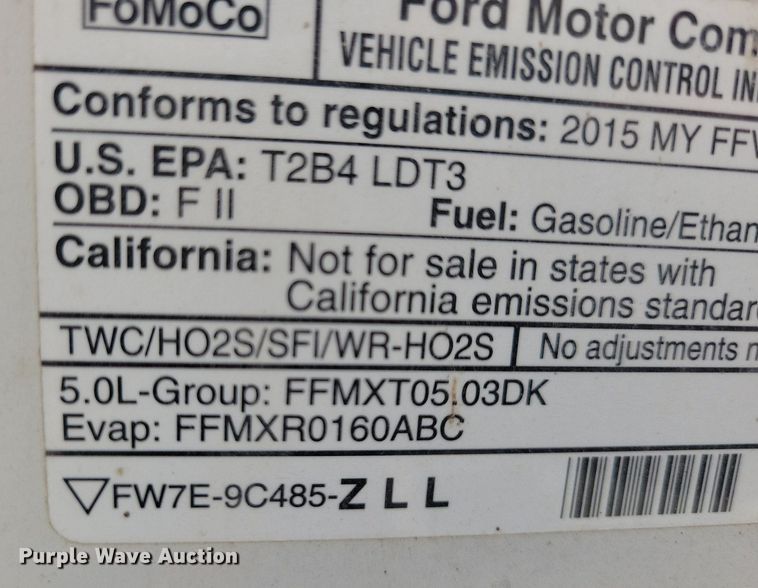 FoMoCo
Ford Motor Com
VEHICLE EMISSION CONTROL IN
Conforms to regulations: 2015 MY FFV
U.S. EPA: T2B4 LDT3
OBD: F II Fuel: Gasoline/Ethan
California: Not for sale in states with
California emissions standar
TWC/HO2S/SFI/WR-HO2S No adjustments n
5.0L-Group: FFMXT05.03DK
Evap: FFMXR0160ABC
FW7E-9C485-Z L L
Purple Wave Auction